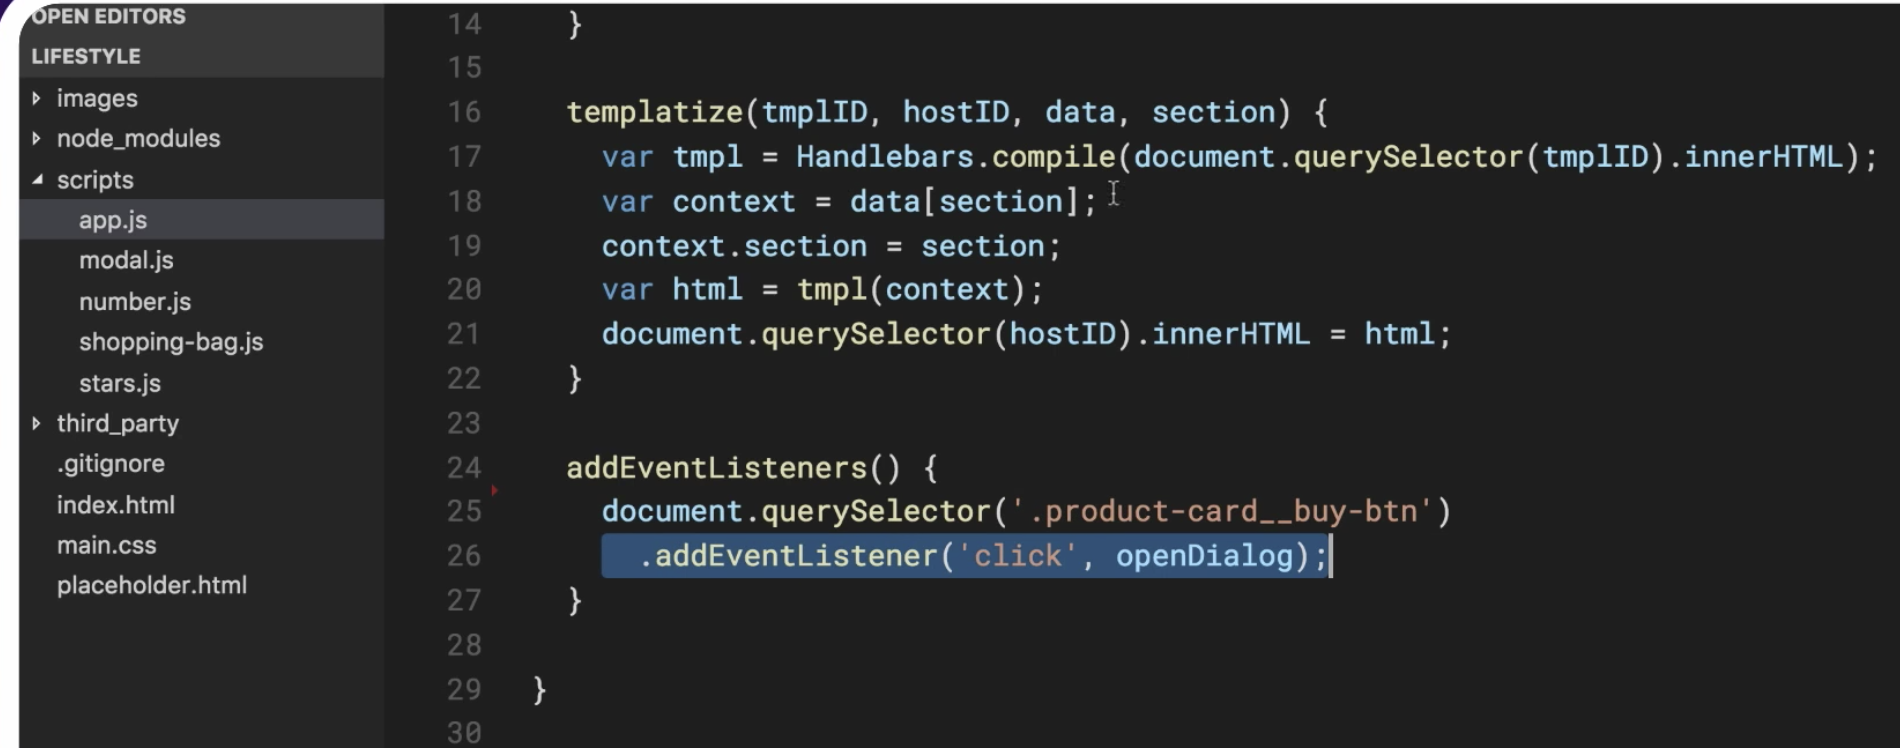 OPEN EDITORS
LIFESTYLE
images
node_modules
scripts
app.js
modal.js
number.js
shopping-bag.js
stars.js
third_party
.gitignore
index.html
main.css
placeholder.html
14 }
15
16 templatize(tmplID, hostID, data, section) {
17 var tmpl = Handlebars.compile(document.querySelector(tmplID).innerHTML);
18 var context = data[section];
19 context.section = section;
20 var html = tmpl(context);
21 document.querySelector(hostID).innerHTML = html;
22 }
23
24 addEventListeners() {
25 document.querySelector('.product-card__buy-btn')
26 .addEventListener('click', openDialog);
27 }
28
29 }
30